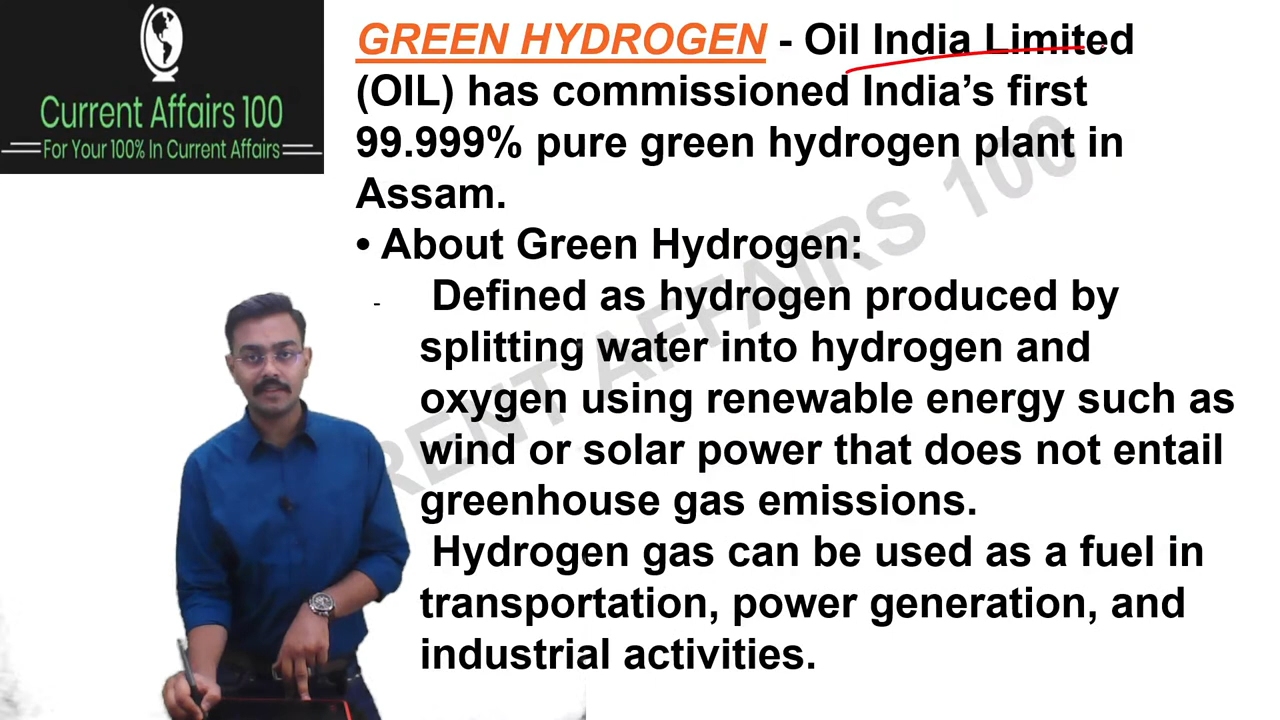 Current Affairs 100
For Your 100% In Current Affairs
GREEN HYDROGEN - Oil India Limited
(OIL) has commissioned India’s first
99.999% pure green hydrogen plant in
Assam.
• About Green Hydrogen:
- Defined as hydrogen produced by
splitting water into hydrogen and
oxygen using renewable energy such as
wind or solar power that does not entail
greenhouse gas emissions.
Hydrogen gas can be used as a fuel in
transportation, power generation, and
industrial activities.
RENT AFFAIRS 100